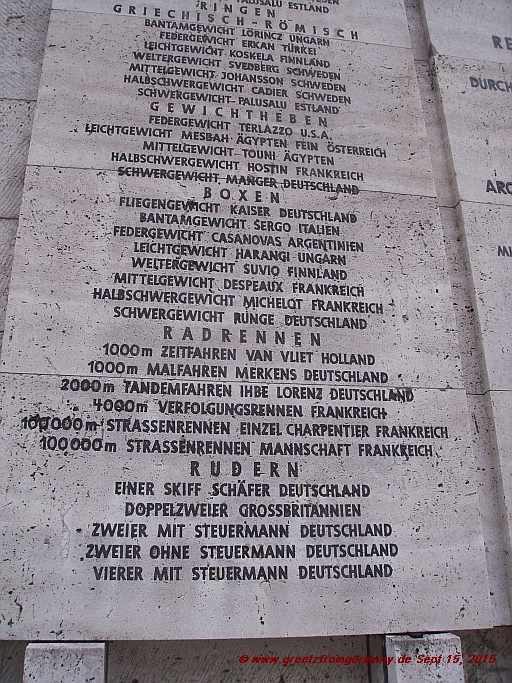 PALUSALU ESTLAND
RINGEN
GRIECHISCH-RÖMISCH
BANTAMGEWICHT LÖRINCZ UNGARN
FEDERGEWICHT ERKAN TÜRKEI
LEICHTGEWICHT KOSKELA FINNLAND
WELTERGEWICHT SVEDBERG SCHWEDEN
MITTELGEWICHT JOHANSSON SCHWEDEN
HALBSCHWERGEWICHT CADIER SCHWEDEN
SCHWERGEWICHT PALUSALU ESTLAND
GEWICHTHEBEN
FEDERGEWICHT TERLAZZO U.S.A.
LEICHTGEWICHT MESBAH·ÄGYPTEN FEIN ÖSTERREICH
MITTELGEWICHT TOUNI ÄGYPTEN
HALBSCHWERGEWICHT HOSTIN FRANKREICH
SCHWERGEWICHT MANGER DEUTSCHLAND
BOXEN
FLIEGENGEWICHT KAISER DEUTSCHLAND
BANTAMGEWICHT SERGO ITALIEN
FEDERGEWICHT CASANOVAS ARGENTINIEN
LEICHTGEWICHT HARANGI UNGARN
WELTERGEWICHT SUVIO FINNLAND
MITTELGEWICHT DESPEAUX FRANKREICH
HALBSCHWERGEWICHT MICHELOT FRANKREICH
SCHWERGEWICHT RUNGE DEUTSCHLAND
RADRENNEN
1000m ZEITFAHREN VAN VLIET HOLLAND
1000m MALFAHREN MERKENS DEUTSCHLAND
2000m TANDEMFAHREN IHBE LORENZ DEUTSCHLAND
4000m VERFOLGUNGSRENNEN FRANKREICH
100000m STRASSENRENNEN EINZEL CHARPENTIER FRANKREICH
100000m STRASSENRENNEN MANNSCHAFT FRANKREICH
RUDERN
EINER SKIFF SCHÄFER DEUTSCHLAND
DOPPELZWEIER GROSSBRITANNIEN
ZWEIER MIT STEUERMANN DEUTSCHLAND
ZWEIER OHNE STEUERMANN DEUTSCHLAND
VIERER MIT STEUERMANN DEUTSCHLAND
RE
DURCH
ARC
© www.greetzfromgermany.de Sept 15, 2016